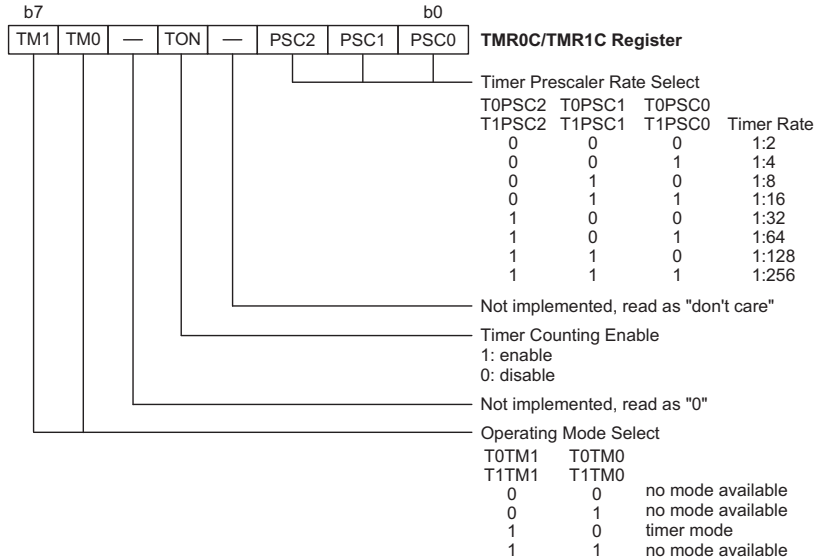 b7 b0
TM1 TM0 — TON — PSC2 PSC1 PSC0 TMR0C/TMR1C Register
Timer Prescaler Rate Select
T0PSC2 T0PSC1 T0PSC0
T1PSC2 T1PSC1 T1PSC0 Timer Rate
0 0 0 1:2
0 0 1 1:4
0 1 0 1:8
0 1 1 1:16
1 0 0 1:32
1 0 1 1:64
1 1 0 1:128
1 1 1 1:256
Not implemented, read as "don't care"
Timer Counting Enable
1: enable
0: disable
Not implemented, read as "0"
Operating Mode Select
T0TM1 T0TM0
T1TM1 T1TM0
0 0 no mode available
0 1 no mode available
1 0 timer mode
1 1 no mode available